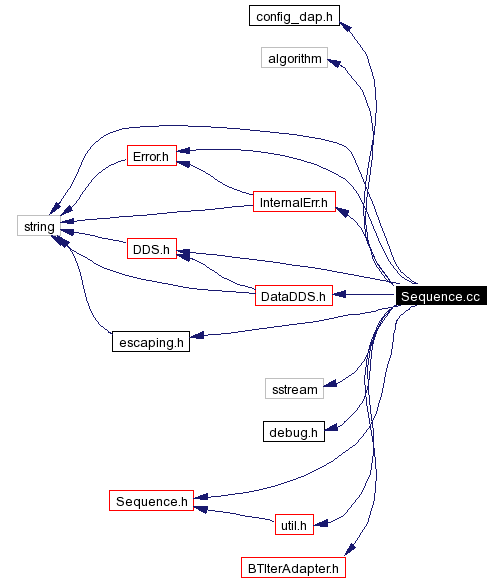 config_dap.h
algorithm
Error.h
InternalErr.h
string
DDS.h
DataDDS.h
Sequence.cc
escaping.h
sstream
debug.h
Sequence.h
util.h
BTIterAdapter.h